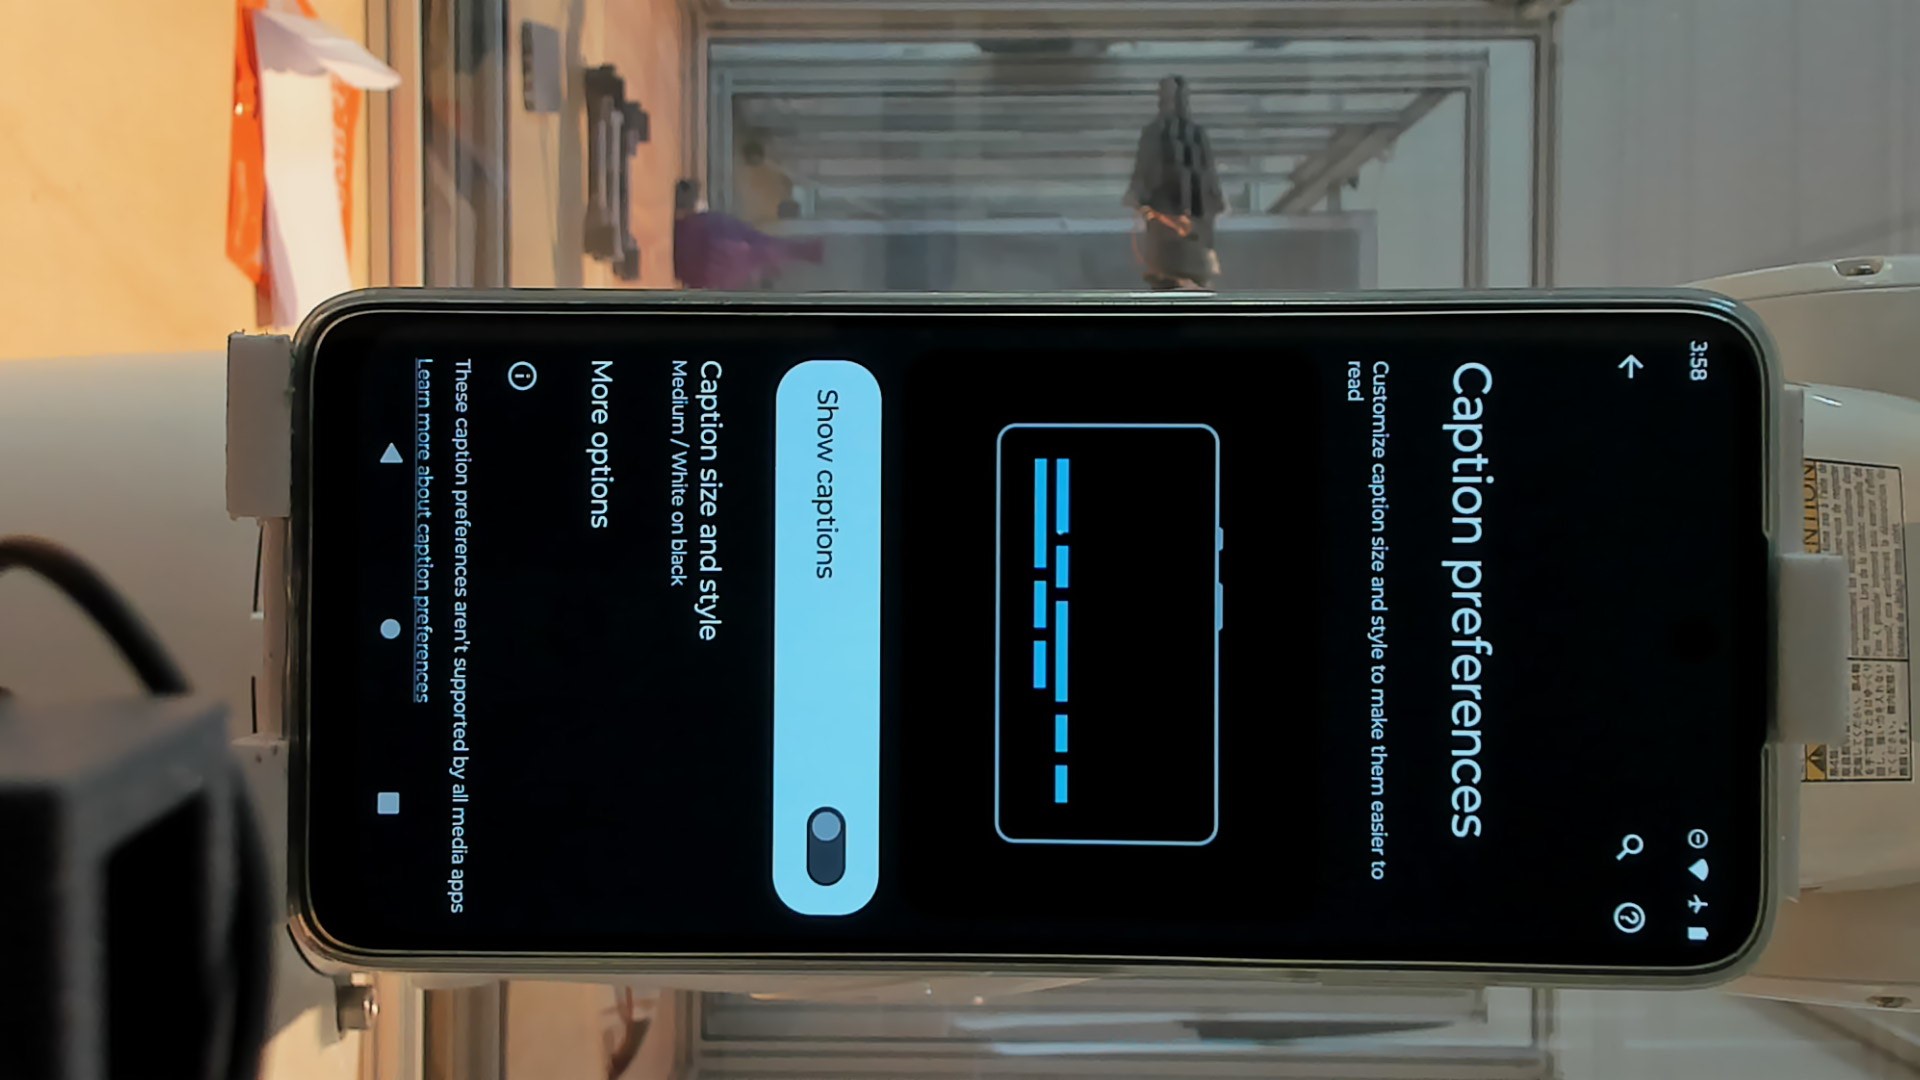 3:58
Caption preferences
Customize caption size and style to make them easier to
read
Show captions
Caption size and style
Medium / White on black
More options
These caption preferences aren't supported by all media apps
Learn more about caption preferences